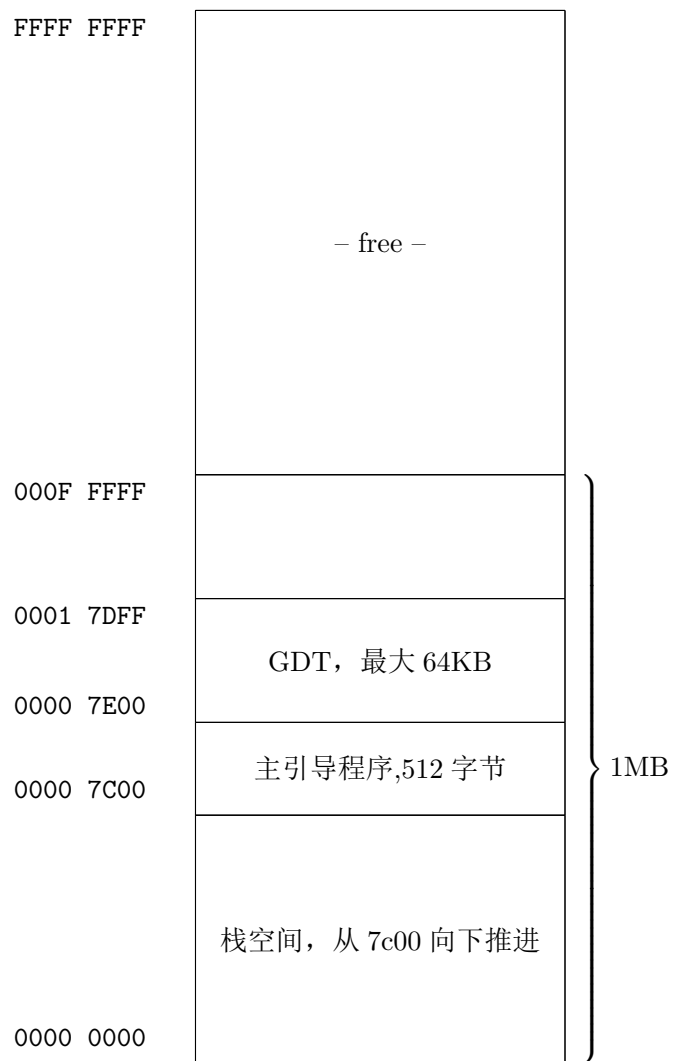 FFFF FFFF
– free –
000F FFFF
0001 7DFF
GDT，最大 64KB
0000 7E00
主引导程序,512 字节
1MB
0000 7C00
栈空间，从 7c00 向下推进
0000 0000